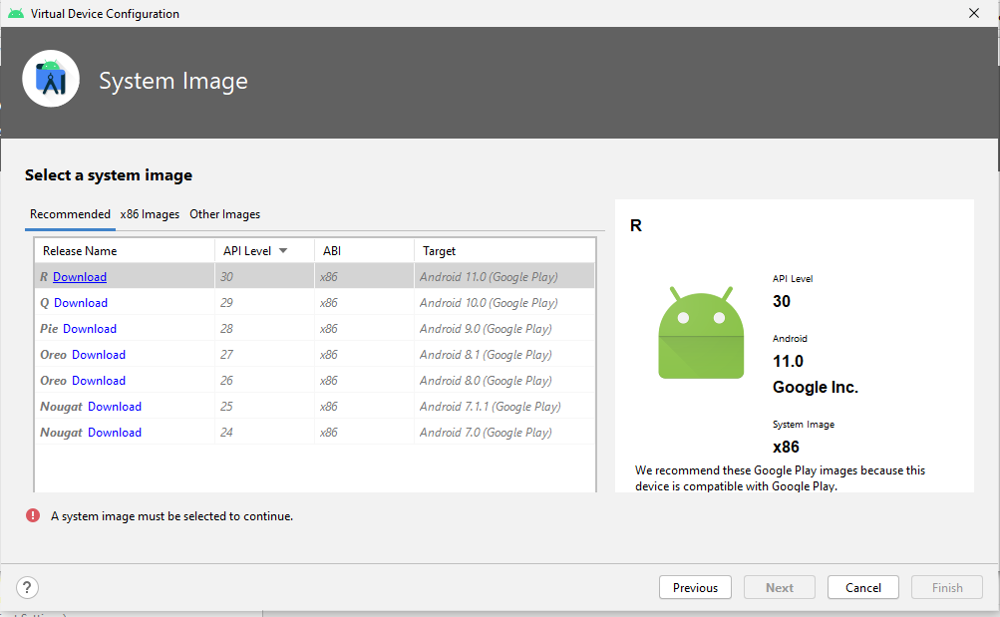 Virtual Device Configuration
System Image
Select a system image
Recommended x86 Images Other Images
Release Name API Level ABI Target
R Download 30 x86 Android 11.0 (Google Play)
Q Download 29 x86 Android 10.0 (Google Play)
Pie Download 28 x86 Android 9.0 (Google Play)
Oreo Download 27 x86 Android 8.1 (Google Play)
Oreo Download 26 x86 Android 8.0 (Google Play)
Nougat Download 25 x86 Android 7.1.1 (Google Play)
Nougat Download 24 x86 Android 7.0 (Google Play)
R
API Level
30
Android
11.0
Google Inc.
System Image
x86
We recommend these Google Play images because this
device is compatible with Google Play.
A system image must be selected to continue.
? Previous Next Cancel Finish